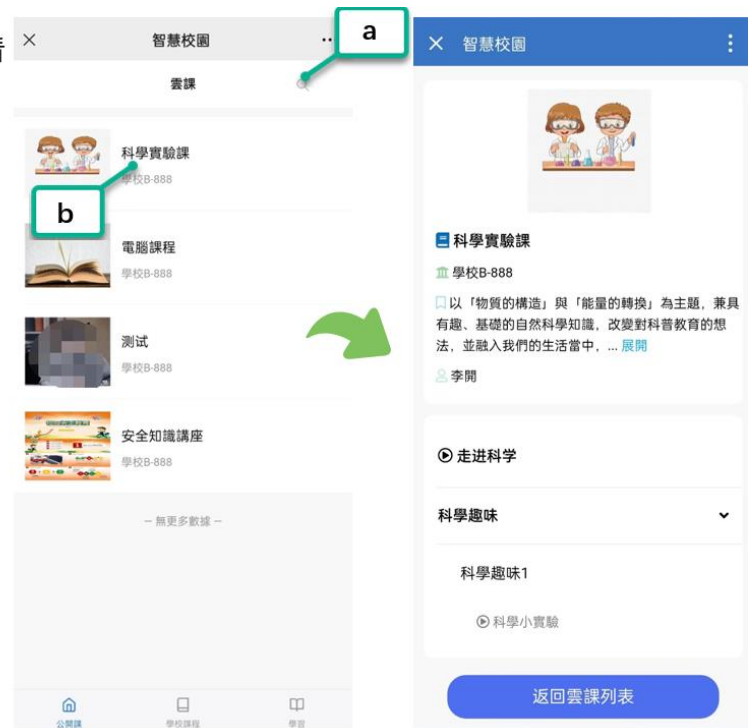 智慧校園
雲課
a
科學實驗課
學校B-888
b
電腦課程
學校B-888
测试
學校B-888
安全知識講座
學校B-888
– 無更多數據 –
公開課
學校課程
學習
智慧校園
科學實驗課
學校B-888
以「物質的構造」與「能量的轉換」為主題，兼具
有趣、基礎的自然科學知識，改變對科普教育的想
法，並融入我們的生活當中，... 展開
李開
走进科学
科學趣味
科學趣味1
科學小實驗
返回雲課列表